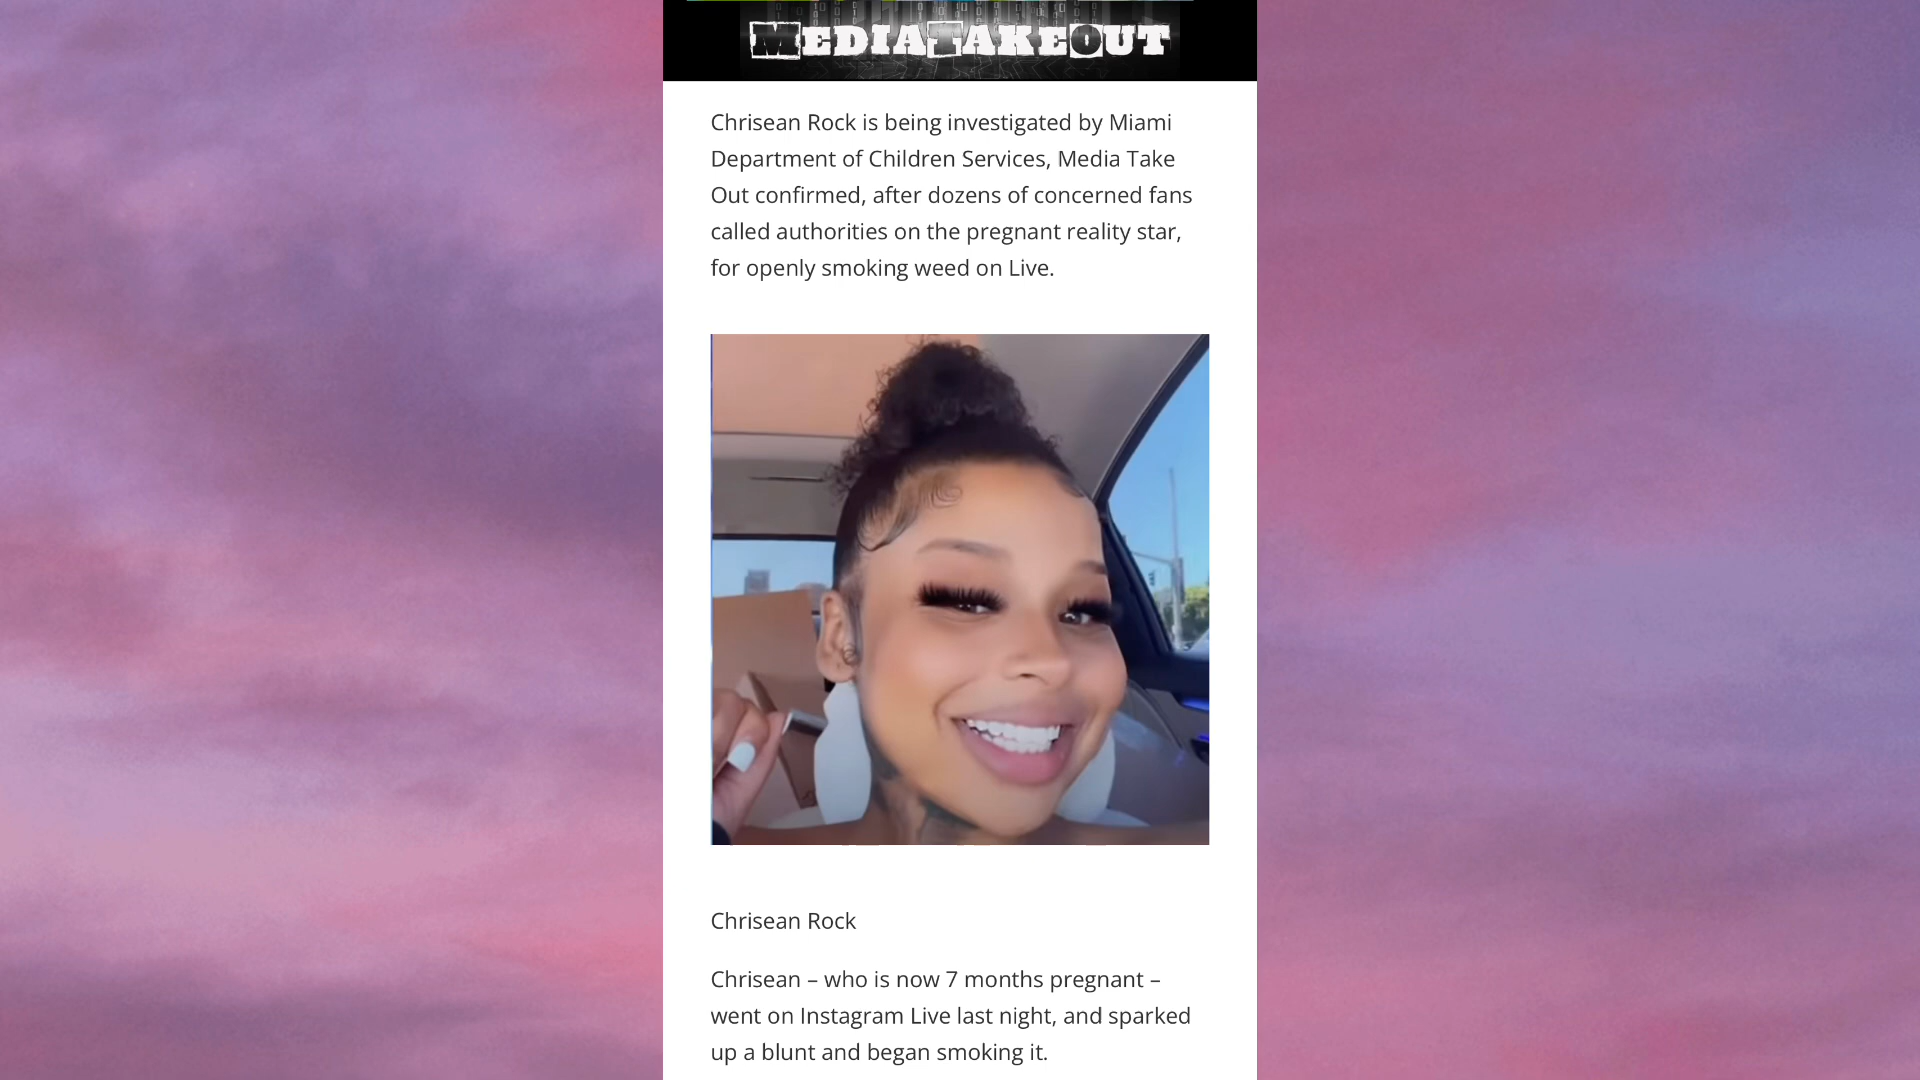 MEDIATAKEOUT
Chrisean Rock is being investigated by Miami
Department of Children Services, Media Take
Out confirmed, after dozens of concerned fans
called authorities on the pregnant reality star,
for openly smoking weed on Live.
Chrisean Rock
Chrisean – who is now 7 months pregnant –
went on Instagram Live last night, and sparked
up a blunt and began smoking it.